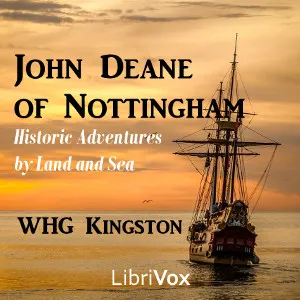 JOHN DEANE
OF NOTTINGHAM
Historic Adventures
by Land and Sea
WHG KINGSTON
LibriVox